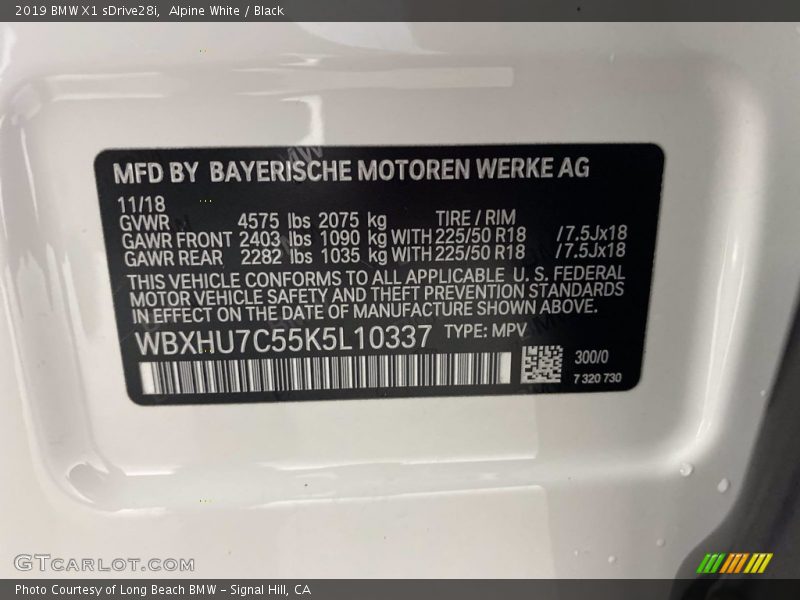 2019 BMW X1 sDrive28i, Alpine White / Black
MFD BY BAYERISCHE MOTOREN WERKE AG
11/18
GVWR 4575 lbs 2075 kg TIRE / RIM
GAWR FRONT 2403 lbs 1090 kg WITH 225/50 R18 /7.5Jx18
GAWR REAR 2282 lbs 1035 kg WITH 225/50 R18 /7.5Jx18
THIS VEHICLE CONFORMS TO ALL APPLICABLE U. S. FEDERAL
MOTOR VEHICLE SAFETY AND THEFT PREVENTION STANDARDS
IN EFFECT ON THE DATE OF MANUFACTURE SHOWN ABOVE.
WBXHU7C55K5L10337 TYPE: MPV
300/0
7 320 730
GTCARLOT.COM
Photo Courtesy of Long Beach BMW - Signal Hill, CA